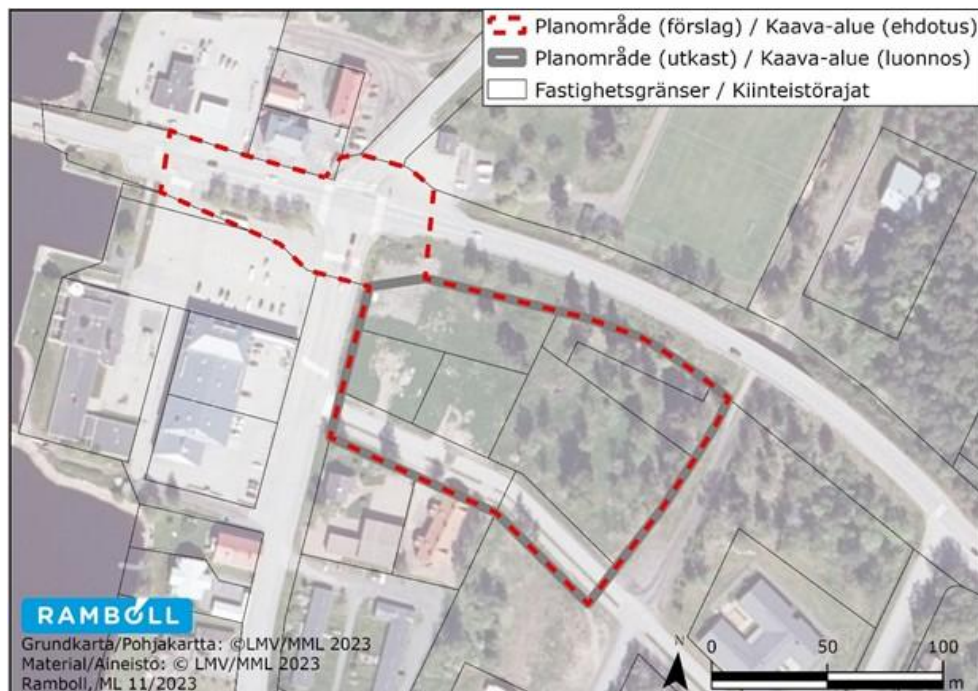 Planområde (förslag) / Kaava-alue (ehdotus)
Planområde (utkast) / Kaava-alue (luonnos)
Fastighetsgränser / Kiinteistörajat
RAMBOLL
Grundkarta/Pohjakartta: ©LMV/MML 2023
Material/Aineisto: © LMV/MML 2023
Ramboll, ML 11/2023
N
0 50 100
m